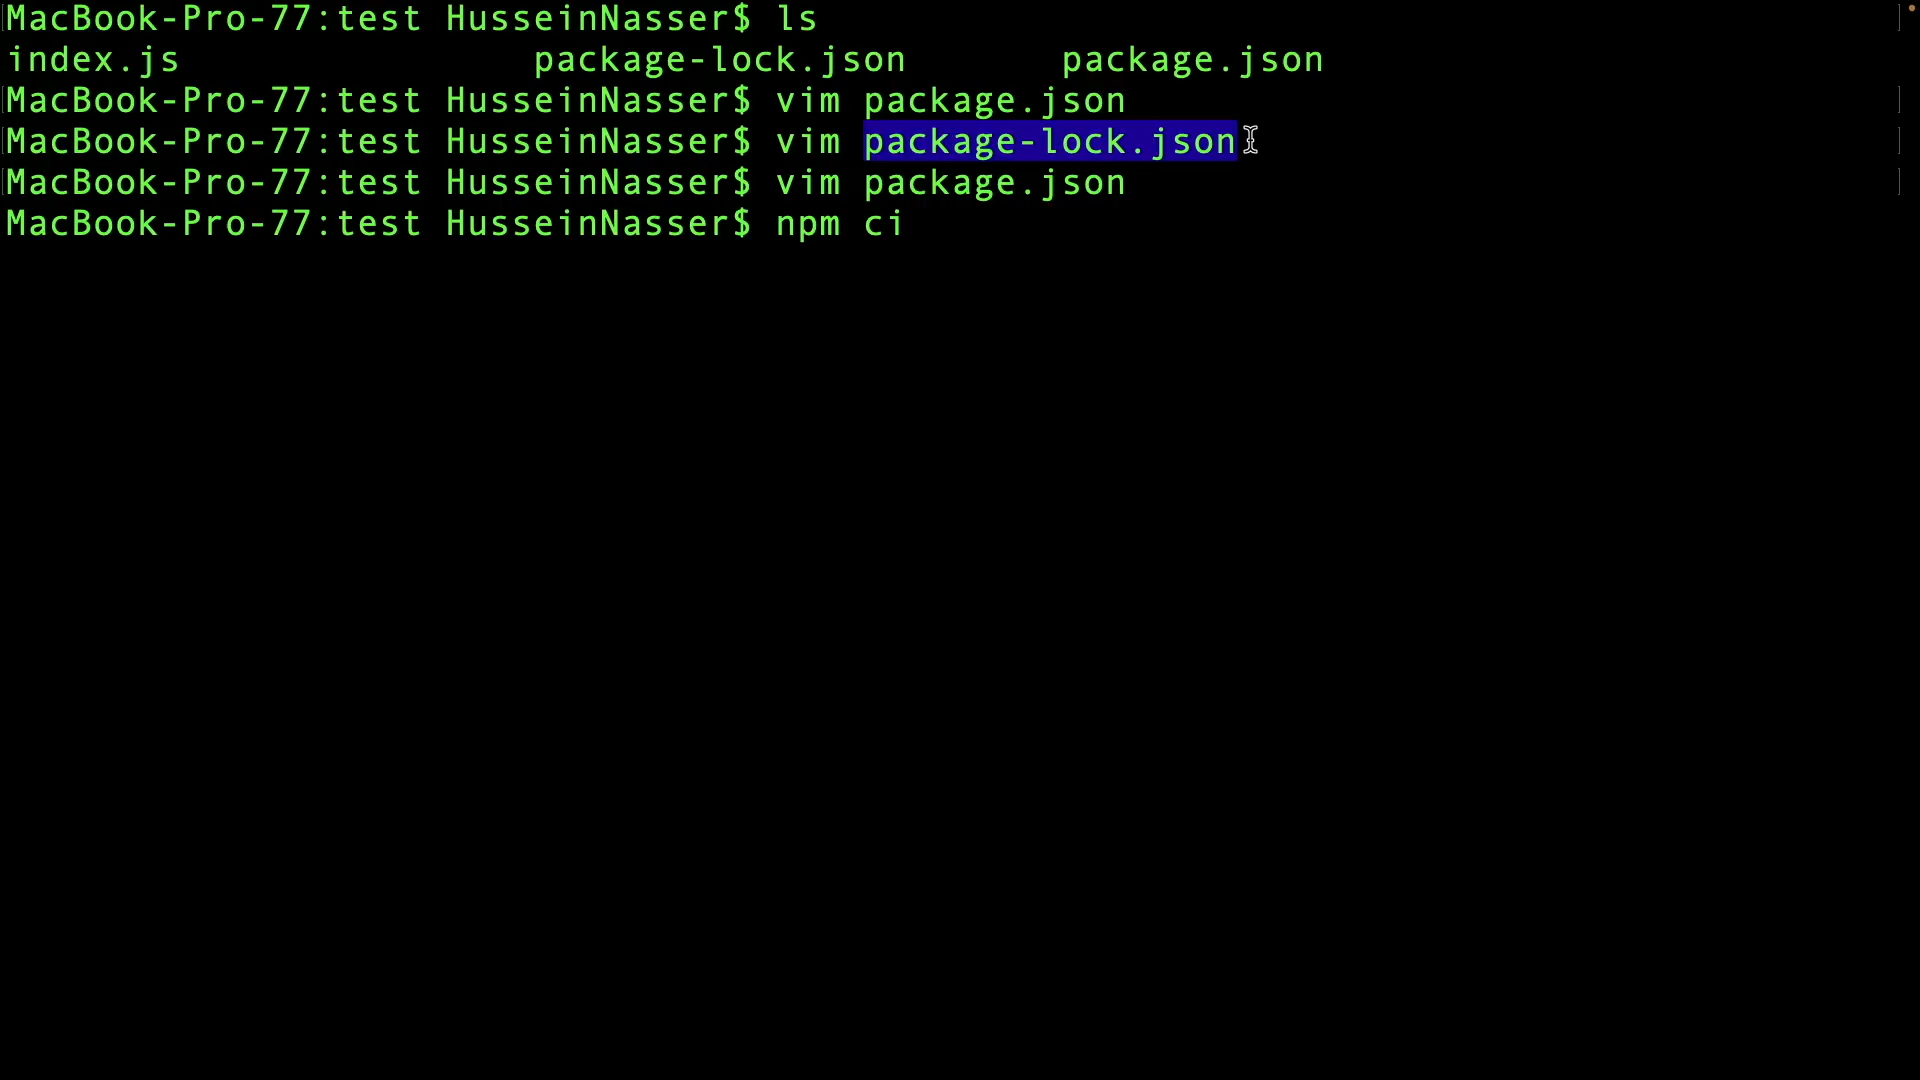 MacBook-Pro-77:test HusseinNasser$ ls
index.js package-lock.json package.json
MacBook-Pro-77:test HusseinNasser$ vim package.json
MacBook-Pro-77:test HusseinNasser$ vim package-lock.json
MacBook-Pro-77:test HusseinNasser$ vim package.json
MacBook-Pro-77:test HusseinNasser$ npm ci